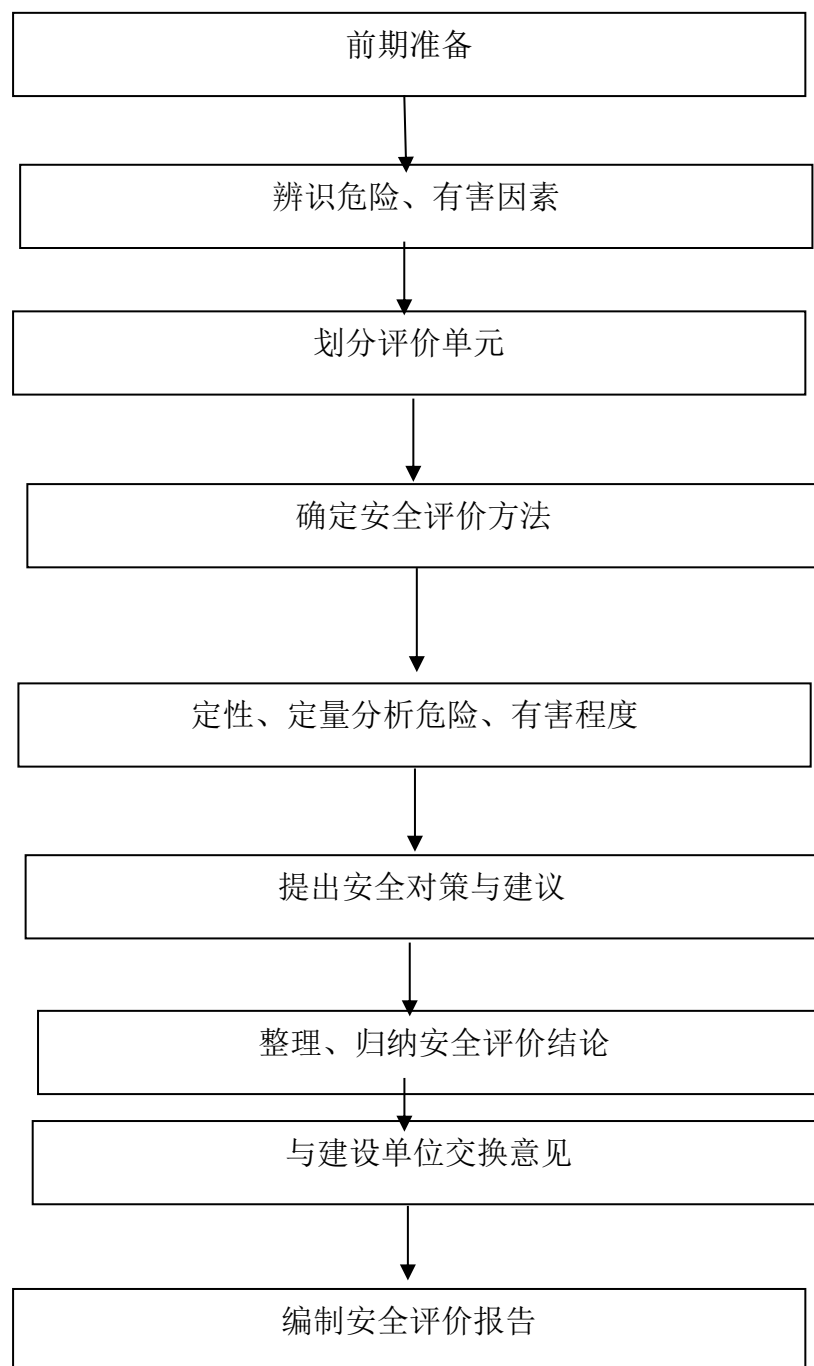 前期准备
辨识危险、有害因素
划分评价单元
确定安全评价方法
定性、定量分析危险、有害程度
提出安全对策与建议
整理、归纳安全评价结论
与建设单位交换意见
编制安全评价报告